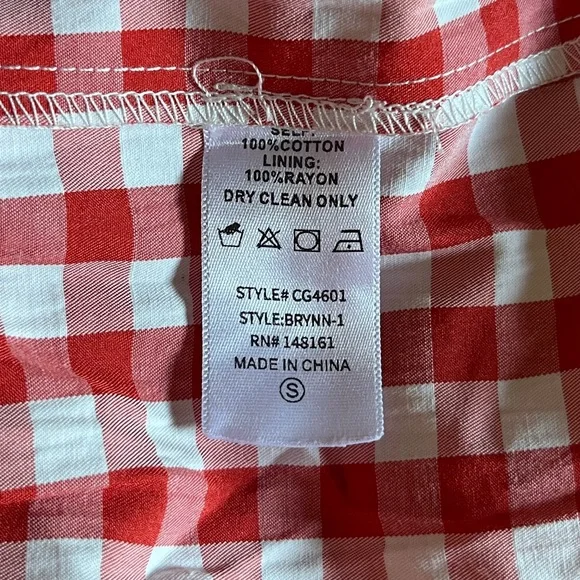 SELF:
100%COTTON
LINING:
100%RAYON
DRY CLEAN ONLY
STYLE# CG4601
STYLE:BRYNN-1
RN# 148161
MADE IN CHINA
S